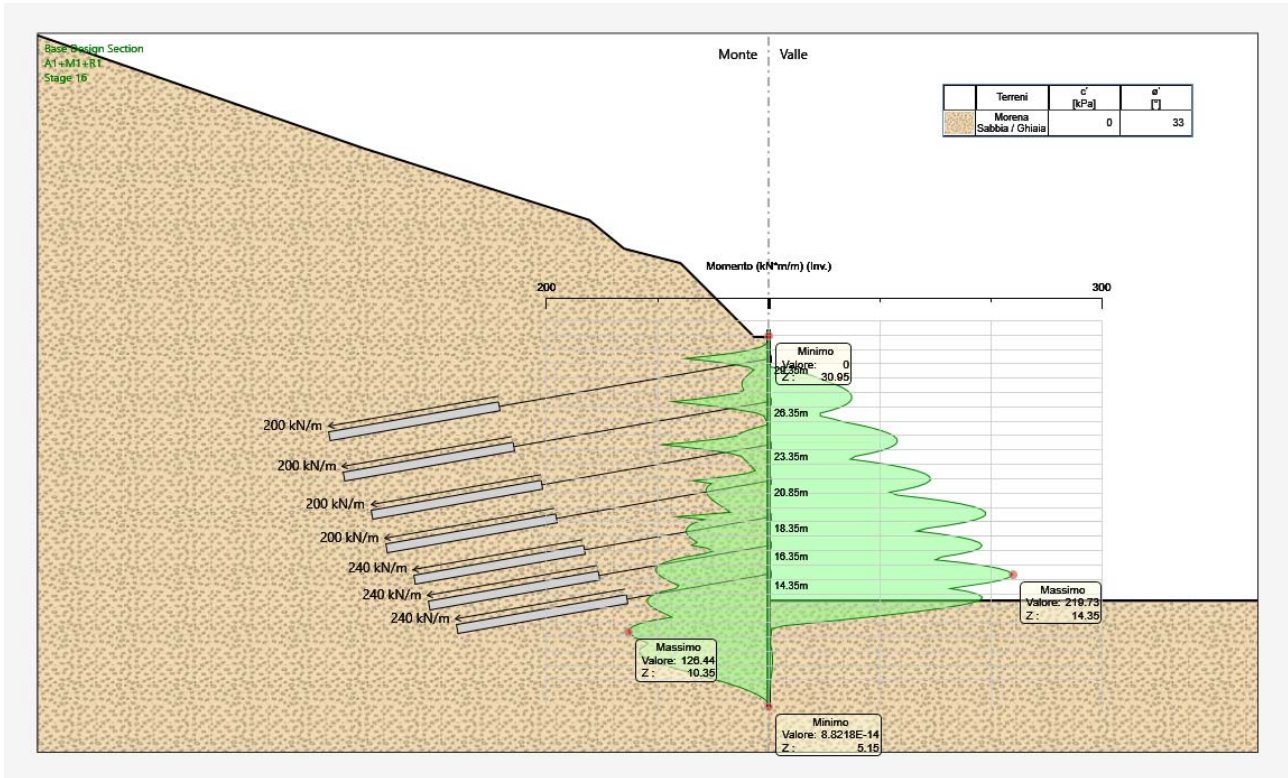 Base Design Section
A1+M1+R1
Stage 16
Monte
Valle
Terreni
c'
[kPa]
ø'
[°]
Morena
Sabbia / Ghiaia
0
33
Momento (kN*m/m) (Inv.)
200
300
Minimo
Valore: 0
Z : 30.95
29.35m
26.35m
23.35m
20.85m
18.35m
16.35m
14.35m
200 kN/m
200 kN/m
200 kN/m
200 kN/m
240 kN/m
240 kN/m
240 kN/m
Massimo
Valore: 219.73
Z : 14.35
Massimo
Valore: 126.44
Z : 10.35
Minimo
Valore: 8.8218E-14
Z : 5.15